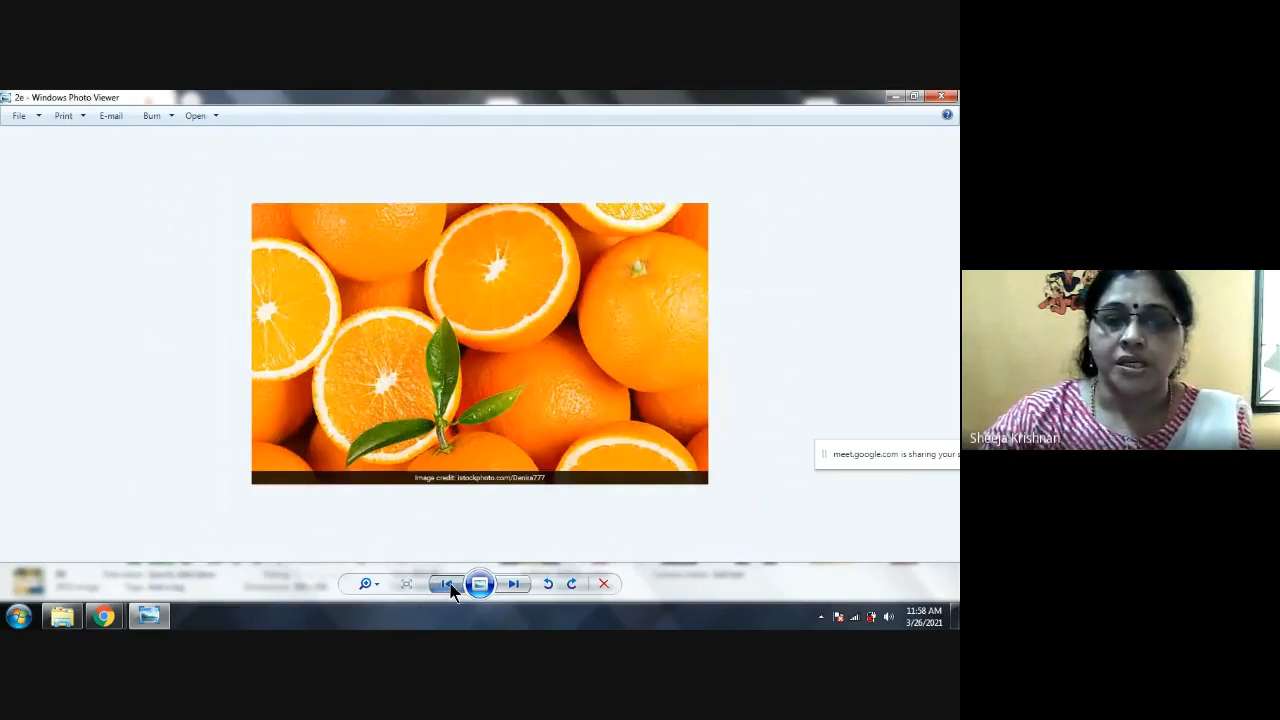 2e - Windows Photo Viewer
File Print E-mail Burn Open
Image credit: istockphoto.com/Denira777
Sheeja Krishnan
meet.google.com is sharing your s
11:58 AM
3/26/2021